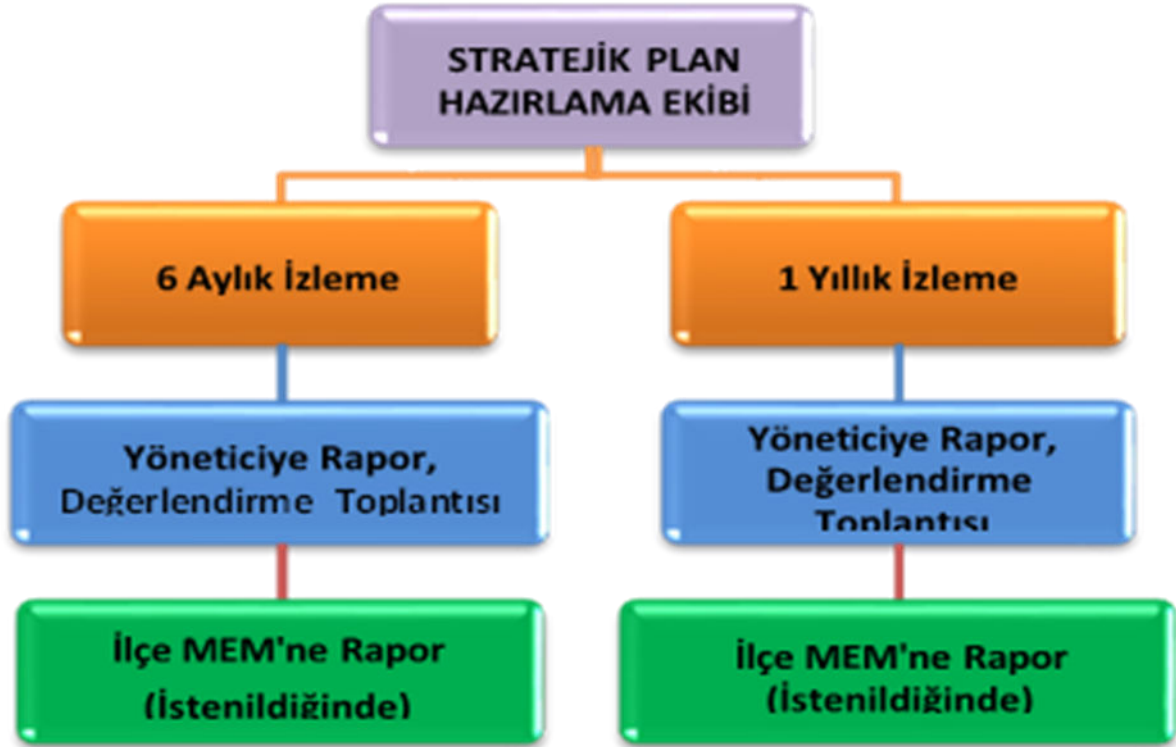 STRATEJİK PLAN
HAZIRLAMA EKİBİ
6 Aylık İzleme
1 Yıllık İzleme
Yöneticiye Rapor,
Değerlendirme Toplantısı
Yöneticiye Rapor,
Değerlendirme
Toplantısı
İlçe MEM'ne Rapor
(İstenildiğinde)
İlçe MEM'ne Rapor
(İstenildiğinde)